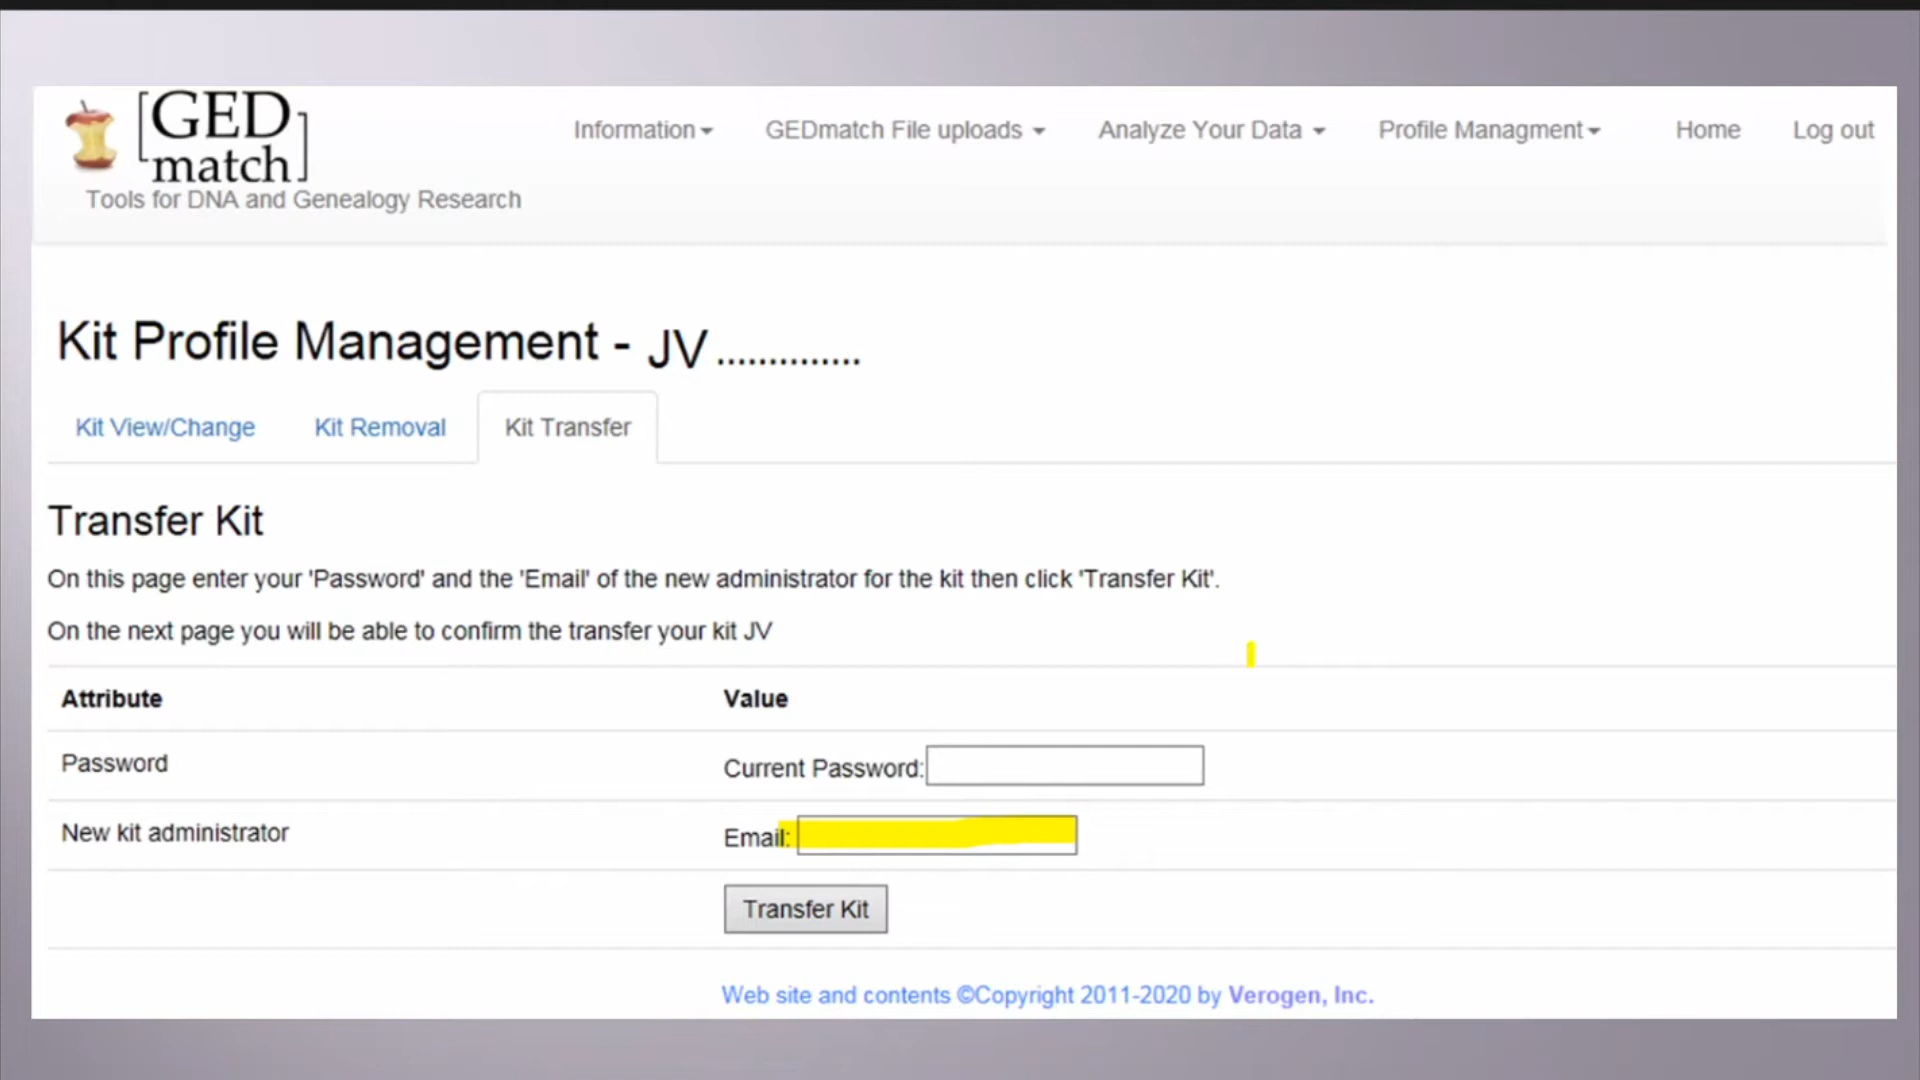 [GED
match]
Tools for DNA and Genealogy Research
Information GEDmatch File uploads Analyze Your Data Profile Managment Home Log out
Kit Profile Management - JV ..............
Kit View/Change Kit Removal Kit Transfer
Transfer Kit
On this page enter your 'Password' and the 'Email' of the new administrator for the kit then click 'Transfer Kit'.
On the next page you will be able to confirm the transfer your kit JV
Attribute Value
Password Current Password:
New kit administrator Email:
Transfer Kit
Web site and contents ©Copyright 2011-2020 by Verogen, Inc.